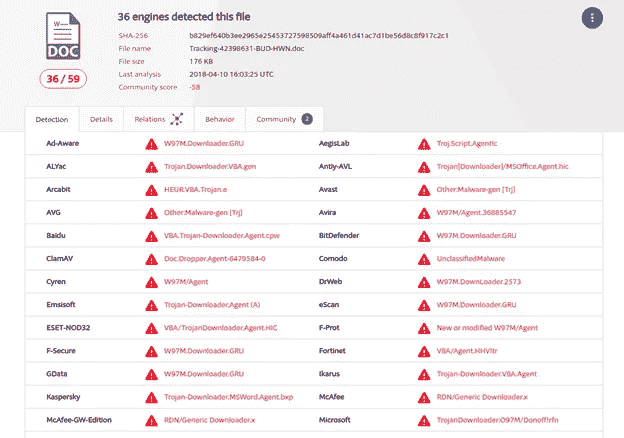 36 engines detected this file
SHA-256 b829ef640b3ee2965e25453727598509aff4a461d41ac7d1be56d8c8f917c2c1
File name Tracking-42398631-BUD-HWN.doc
File size 176 KB
Last analysis 2018-04-10 16:03:25 UTC
Community score -58
W
DOC
36 / 59
Detection Details Relations Behavior Community 2
Ad-Aware W97M.Downloader.GRU AegisLab Troj.Script.Agent!c
ALYac Trojan.Downloader.VBA.gen Antiy-AVL Trojan[Downloader]/MSOffice.Agent.hic
Arcabit HEUR.VBA.Trojan.e Avast Other:Malware-gen [Trj]
AVG Other:Malware-gen [Trj] Avira W97M/Agent.36885547
Baidu VBA.Trojan-Downloader.Agent.cpw BitDefender W97M.Downloader.GRU
ClamAV Doc.Dropper.Agent-6479584-0 Comodo UnclassifiedMalware
Cyren W97M/Agent DrWeb W97M.DownLoader.2573
Emsisoft Trojan-Downloader.Agent (A) eScan W97M.Downloader.GRU
ESET-NOD32 VBA/TrojanDownloader.Agent.HIC F-Prot New or modified W97M/Agent
F-Secure W97M.Downloader.GRU Fortinet VBA/Agent.HHV!tr
GData W97M.Downloader.GRU Ikarus Trojan-Downloader.VBA.Agent
Kaspersky Trojan-Downloader.MSWord.Agent.bxp McAfee RDN/Generic Downloader.x
McAfee-GW-Edition RDN/Generic Downloader.x Microsoft TrojanDownloader:O97M/Donoff!rfn